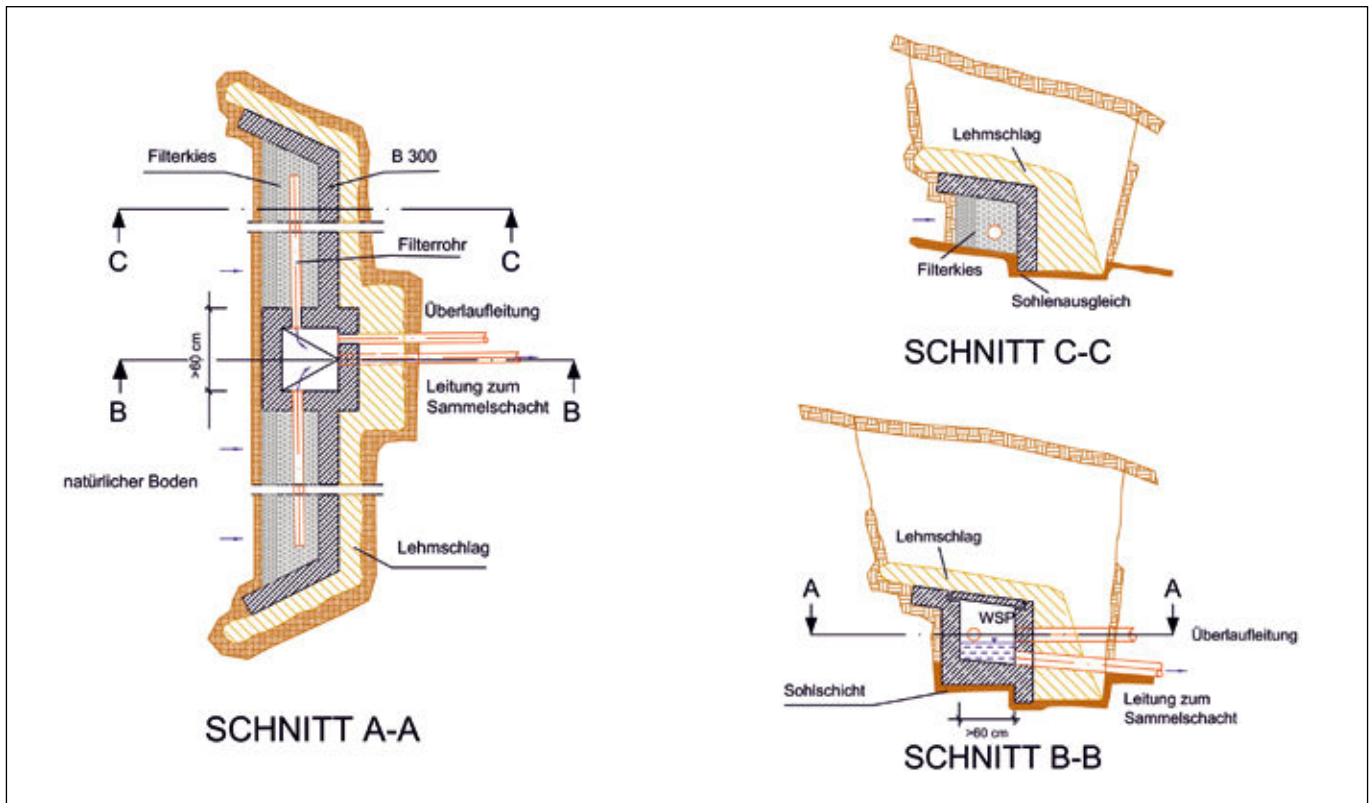 Filterkies
B 300
C
C
Filterrohr
Überlaufleitung
>60 cm
B
B
Leitung zum
Sammelschacht
natürlicher Boden
Lehmschlag
SCHNITT A-A
Lehmschlag
Filterkies
Sohlenausgleich
SCHNITT C-C
Lehmschlag
A
A
WSP
Überlaufleitung
Sohlschicht
Leitung zum
Sammelschacht
>60 cm
SCHNITT B-B